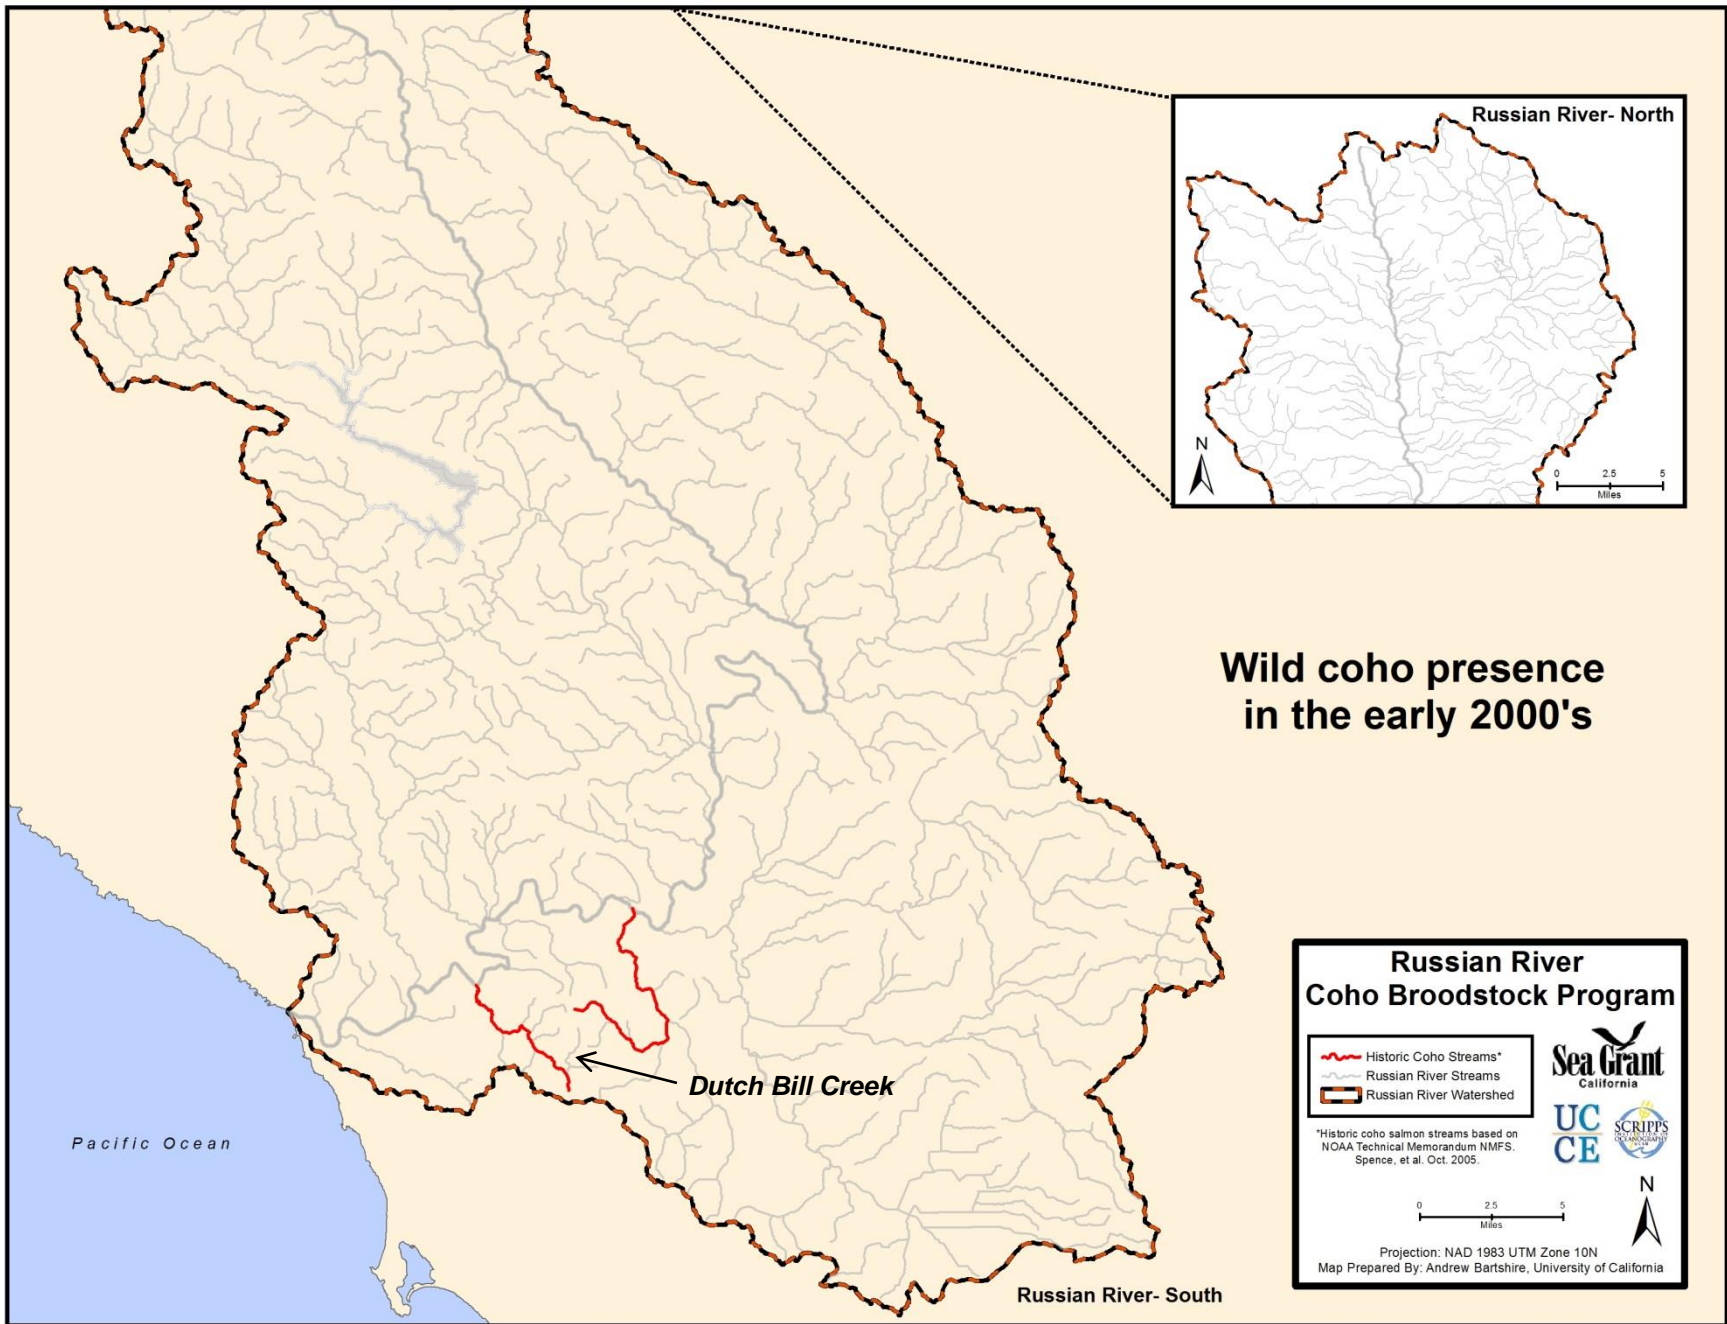 Russian River- North
N
0 2.5 5
Miles
Wild coho presence
in the early 2000's
Dutch Bill Creek
Pacific Ocean
Russian River- South
Russian River
Coho Broodstock Program
Historic Coho Streams*
Russian River Streams
Russian River Watershed
*Historic coho salmon streams based on
NOAA Technical Memorandum NMFS.
Spence, et al. Oct. 2005.
Sea Grant
California
UC
CE
SCRIPPS
INSTITUTION OF
OCEANOGRAPHY
UCSD
N
0 2.5 5
Miles
Projection: NAD 1983 UTM Zone 10N
Map Prepared By: Andrew Bartshire, University of California